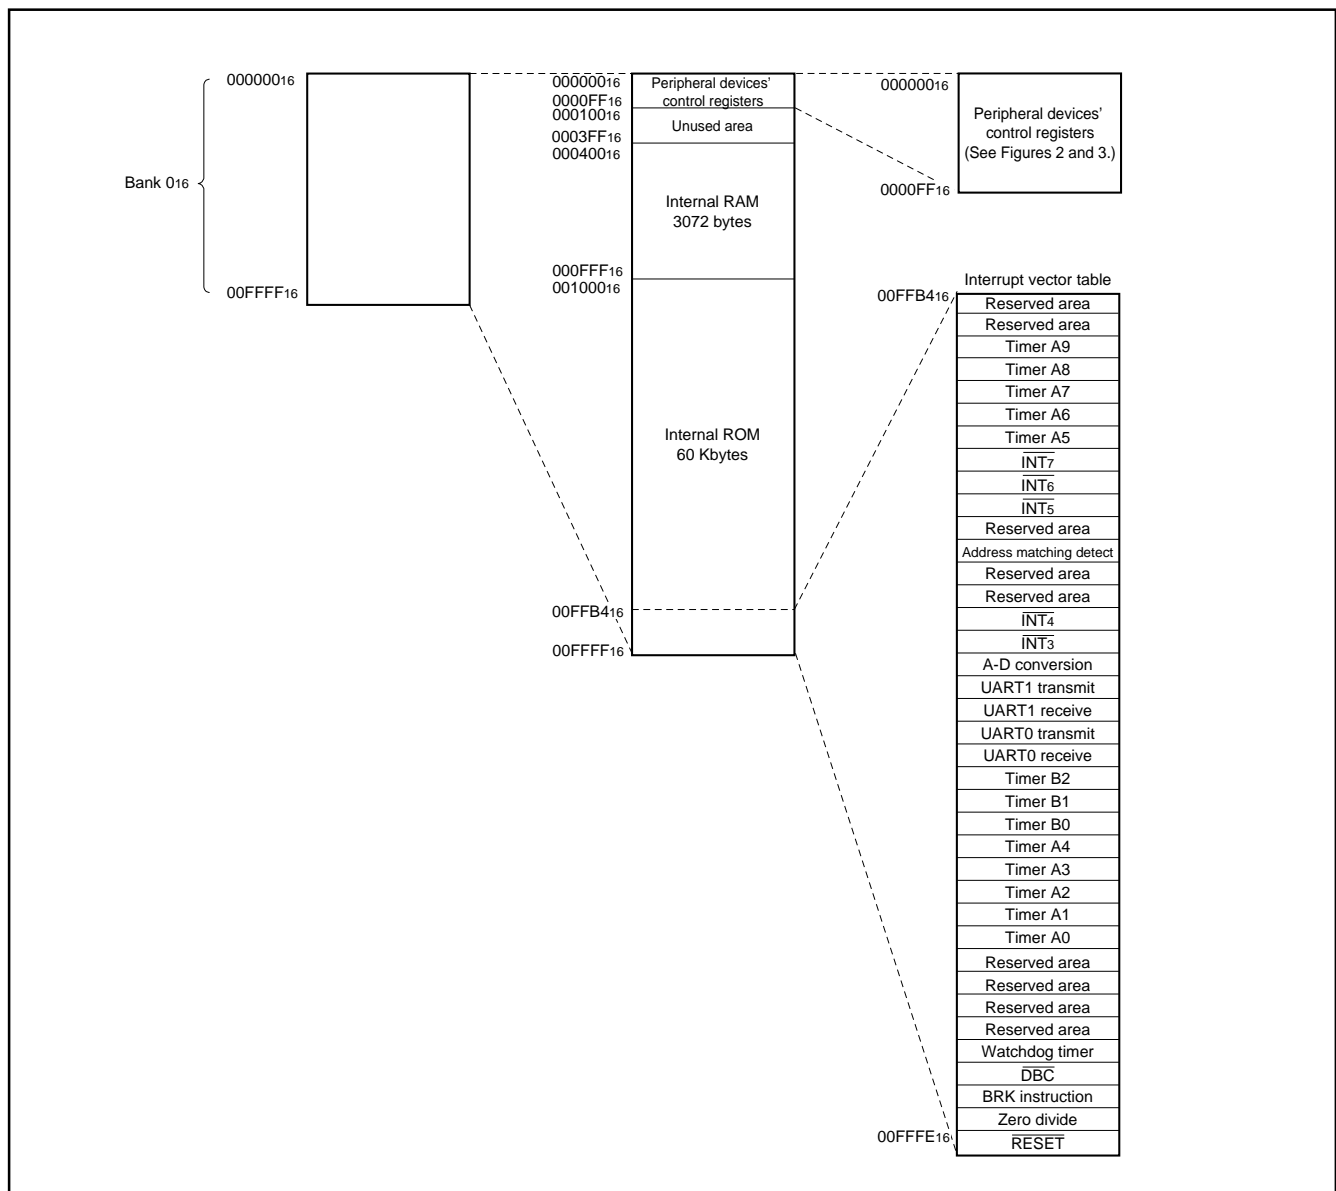 Bank 016
00000016
00FFFF16
00000016
0000FF16
00010016
0003FF16
00040016
000FFF16
00100016
00FFB416
00FFFF16
Peripheral devices'
control registers
Unused area
Internal RAM
3072 bytes
Internal ROM
60 Kbytes
00000016
0000FF16
Peripheral devices'
control registers
(See Figures 2 and 3.)
Interrupt vector table
00FFB416
Reserved area
Reserved area
Timer A9
Timer A8
Timer A7
Timer A6
Timer A5
INT7
INT6
INT5
Reserved area
Address matching detect
Reserved area
Reserved area
INT4
INT3
A-D conversion
UART1 transmit
UART1 receive
UART0 transmit
UART0 receive
Timer B2
Timer B1
Timer B0
Timer A4
Timer A3
Timer A2
Timer A1
Timer A0
Reserved area
Reserved area
Reserved area
Reserved area
Watchdog timer
DBC
BRK instruction
Zero divide
00FFFE16
RESET